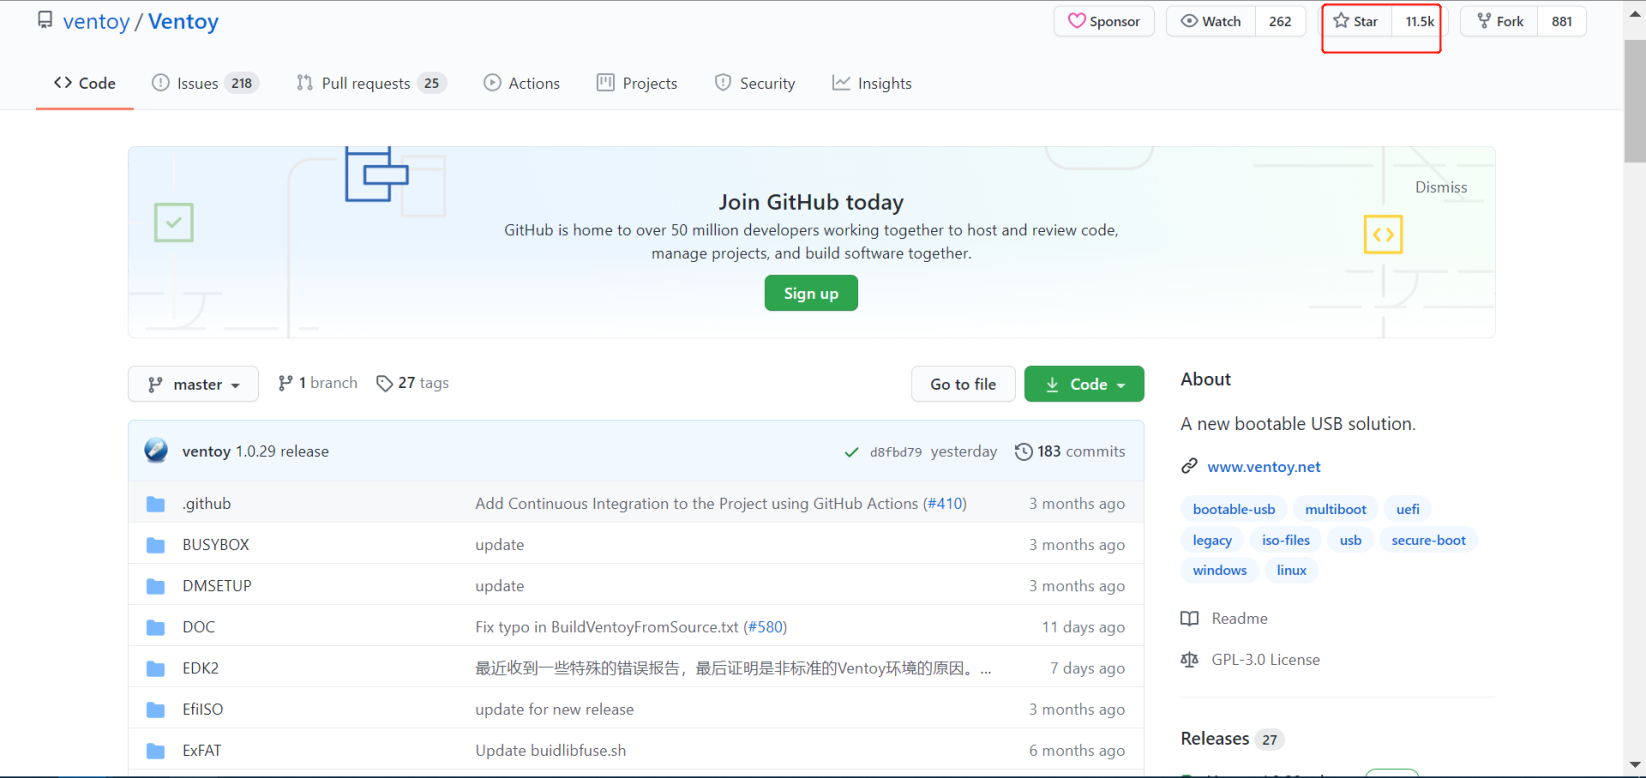 ventoy / Ventoy
Sponsor
Watch 262
Star 11.5k
Fork 881
Code
Issues 218
Pull requests 25
Actions
Projects
Security
Insights
Dismiss
Join GitHub today
GitHub is home to over 50 million developers working together to host and review code,
manage projects, and build software together.
Sign up
master
1 branch
27 tags
Go to file
Code
ventoy 1.0.29 release d8fbd79 yesterday 183 commits
.github Add Continuous Integration to the Project using GitHub Actions (#410) 3 months ago
BUSYBOX update 3 months ago
DMSETUP update 3 months ago
DOC Fix typo in BuildVentoyFromSource.txt (#580) 11 days ago
EDK2 最近收到一些特殊的错误报告，最后证明是非标准的Ventoy环境的原因。... 7 days ago
EfiISO update for new release 3 months ago
ExFAT Update buidlibfuse.sh 6 months ago
About
A new bootable USB solution.
www.ventoy.net
bootable-usb multiboot uefi
legacy iso-files usb secure-boot
windows linux
Readme
GPL-3.0 License
Releases 27